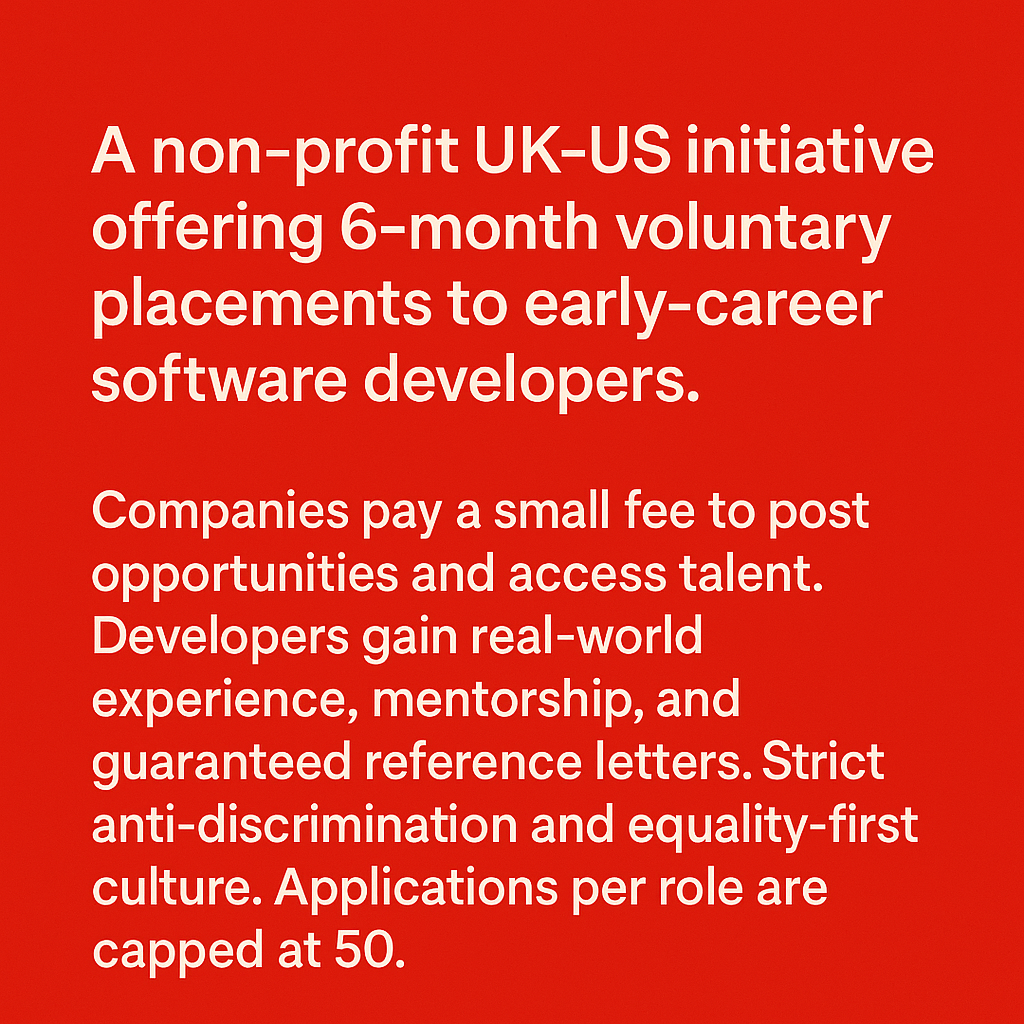 A non-profit UK-US initiative
offering 6-month voluntary
placements to early-career
software developers.
Companies pay a small fee to post
opportunities and access talent.
Developers gain real-world
experience, mentorship, and
guaranteed reference letters. Strict
anti-discrimination and equality-first
culture. Applications per role are
capped at 50.